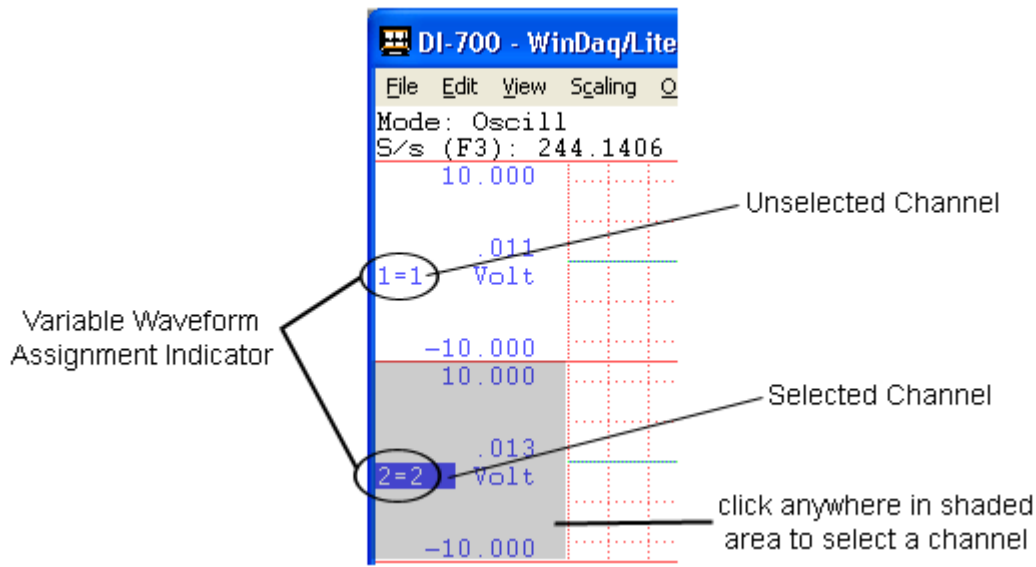 DI-700 - WinDaq/Lite
File Edit View Scaling O
Mode: Oscill
S/s (F3): 244.1406
10.000
Unselected Channel
.011
1=1 Volt
Variable Waveform
Assignment Indicator
-10.000
10.000
Selected Channel
.013
2=2 Volt
click anywhere in shaded
area to select a channel
-10.000